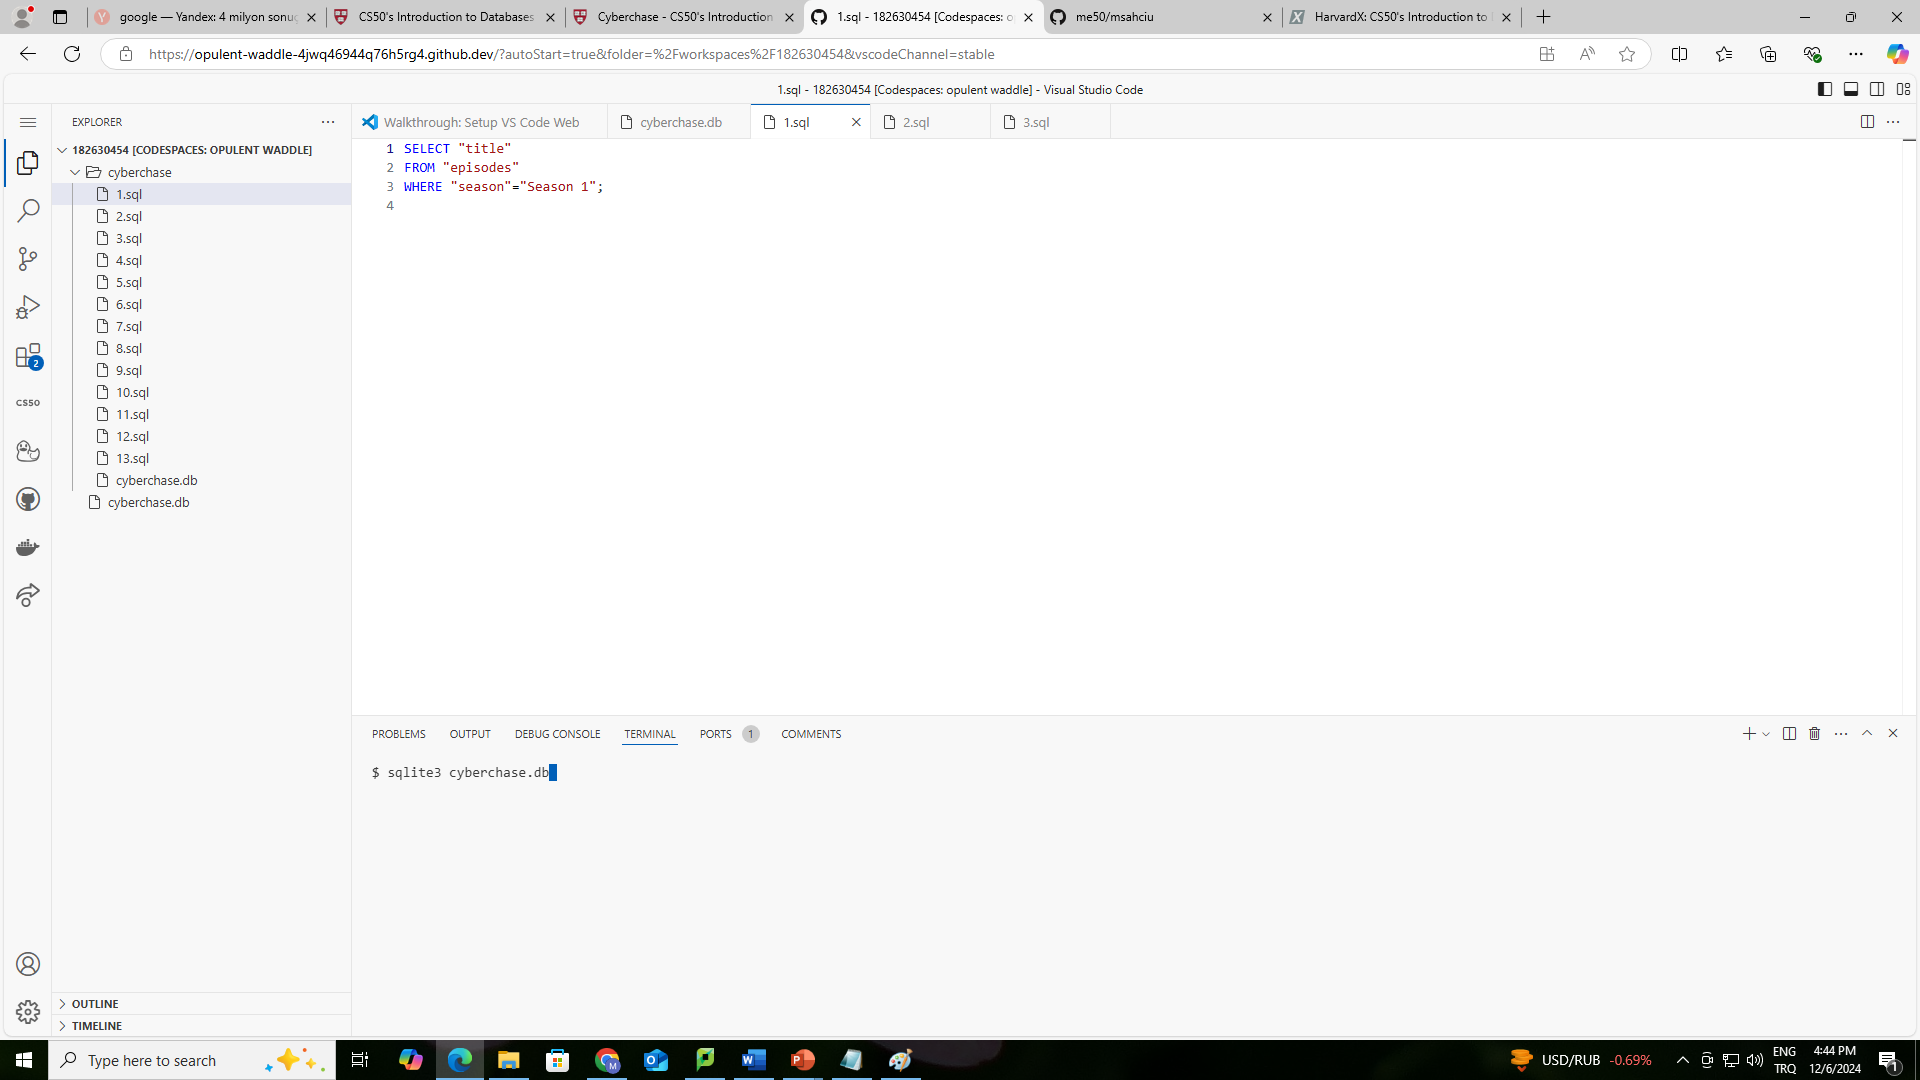 google — Yandex: 4 milyon sonuç
CS50's Introduction to Databases
Cyberchase - CS50's Introduction
1.sql - 182630454 [Codespaces: op
me50/msahciu
HarvardX: CS50's Introduction to
https://opulent-waddle-4jwq46944q76h5rg4.github.dev/?autoStart=true&folder=%2Fworkspaces%2F182630454&vscodeChannel=stable
1.sql - 182630454 [Codespaces: opulent waddle] - Visual Studio Code
EXPLORER
Walkthrough: Setup VS Code Web
cyberchase.db
1.sql
2.sql
3.sql
182630454 [CODESPACES: OPULENT WADDLE]
cyberchase
1.sql
2.sql
3.sql
4.sql
5.sql
6.sql
7.sql
8.sql
9.sql
10.sql
11.sql
12.sql
13.sql
cyberchase.db
cyberchase.db
2
CS50
1 SELECT "title"
2 FROM "episodes"
3 WHERE "season"="Season 1";
4
PROBLEMS OUTPUT DEBUG CONSOLE TERMINAL PORTS 1 COMMENTS
$ sqlite3 cyberchase.db
OUTLINE
TIMELINE
Type here to search
USD/RUB -0.69%
ENG
TRQ
4:44 PM
12/6/2024
1